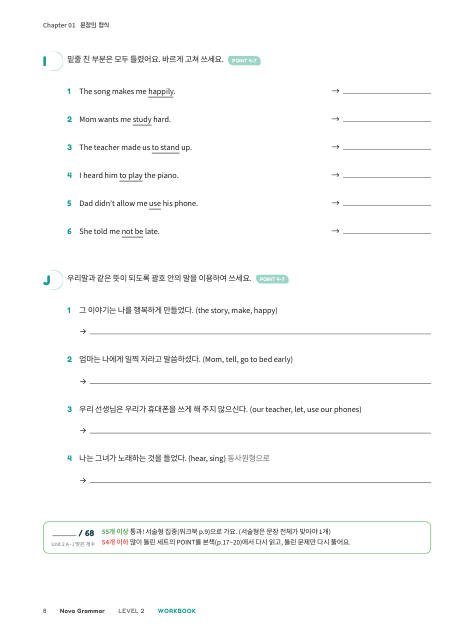 Chapter 01 문장의 형식
I 밑줄 친 부분은 모두 틀렸어요. 바르게 고쳐 쓰세요. POINT 4-7
1 The song makes me happily. →
2 Mom wants me study hard. →
3 The teacher made us to stand up. →
4 I heard him to play the piano. →
5 Dad didn't allow me use his phone. →
6 She told me not be late. →
J 우리말과 같은 뜻이 되도록 괄호 안의 말을 이용하여 쓰세요. POINT 4-7
1 그 이야기는 나를 행복하게 만들었다. (the story, make, happy)
→
2 엄마는 나에게 일찍 자라고 말씀하셨다. (Mom, tell, go to bed early)
→
3 우리 선생님은 우리가 휴대폰을 쓰게 해 주지 않으신다. (our teacher, let, use our phones)
→
4 나는 그녀가 노래하는 것을 들었다. (hear, sing) 동사원형으로
→
/ 68
Unit 2 A-J 맞은 개수
55개 이상 통과! 서술형 집중(워크북 p.9)으로 가요. (서술형은 문장 전체가 맞아야 1개)
54개 이하 많이 틀린 세트의 POINT를 본책(p.17-20)에서 다시 읽고, 틀린 문제만 다시 풀어요.
8 Nova Grammar LEVEL 2 WORKBOOK